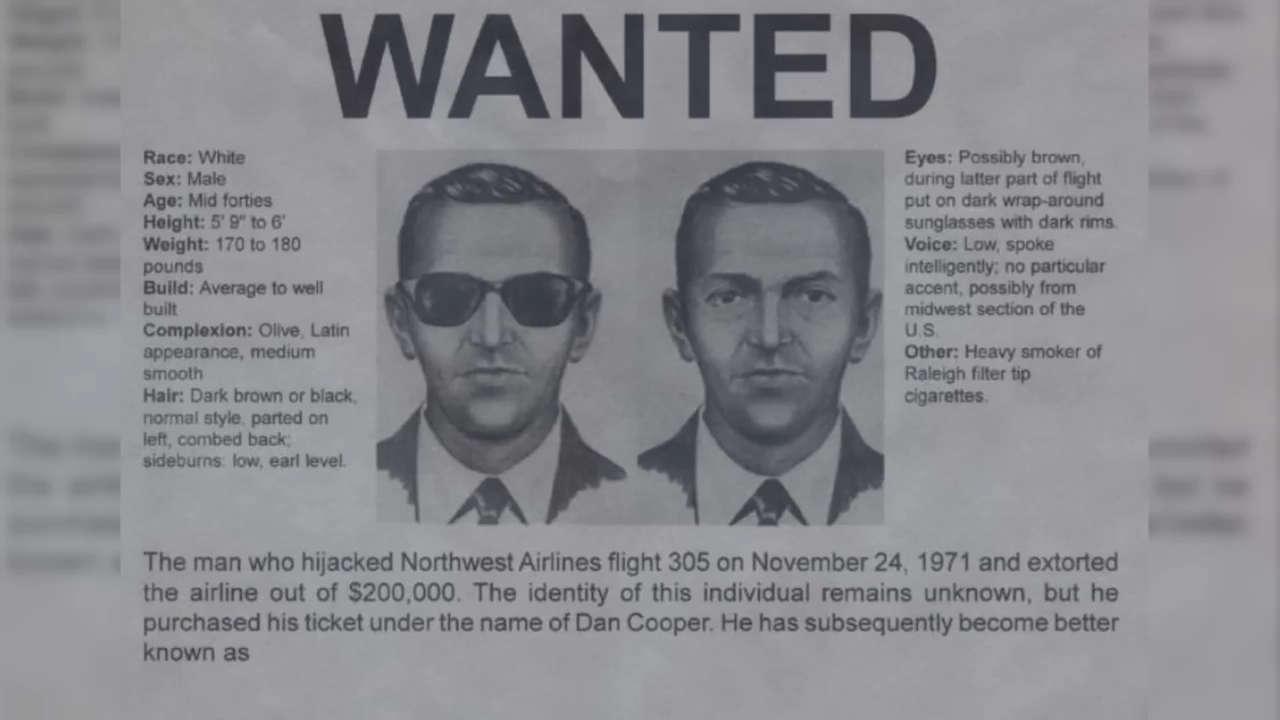 WANTED
Race: White
Sex: Male
Age: Mid forties
Height: 5' 9" to 6'
Weight: 170 to 180
pounds
Build: Average to well
built
Complexion: Olive, Latin
appearance, medium
smooth
Hair: Dark brown or black,
normal style, parted on
left, combed back;
sideburns: low, earl level.
Eyes: Possibly brown,
during latter part of flight
put on dark wrap-around
sunglasses with dark rims.
Voice: Low, spoke
intelligently; no particular
accent, possibly from
midwest section of the
U.S.
Other: Heavy smoker of
Raleigh filter tip
cigarettes.
The man who hijacked Northwest Airlines flight 305 on November 24, 1971 and extorted
the airline out of $200,000. The identity of this individual remains unknown, but he
purchased his ticket under the name of Dan Cooper. He has subsequently become better
known as